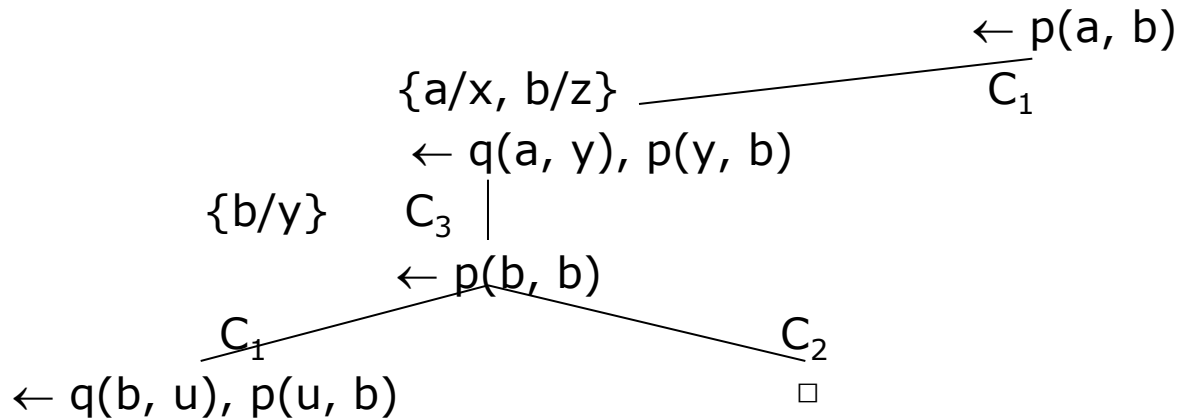 ← p(a, b)
{a/x, b/z} C₁
← q(a, y), p(y, b)
{b/y} C₃
← p(b, b)
C₁ C₂
← q(b, u), p(u, b) □